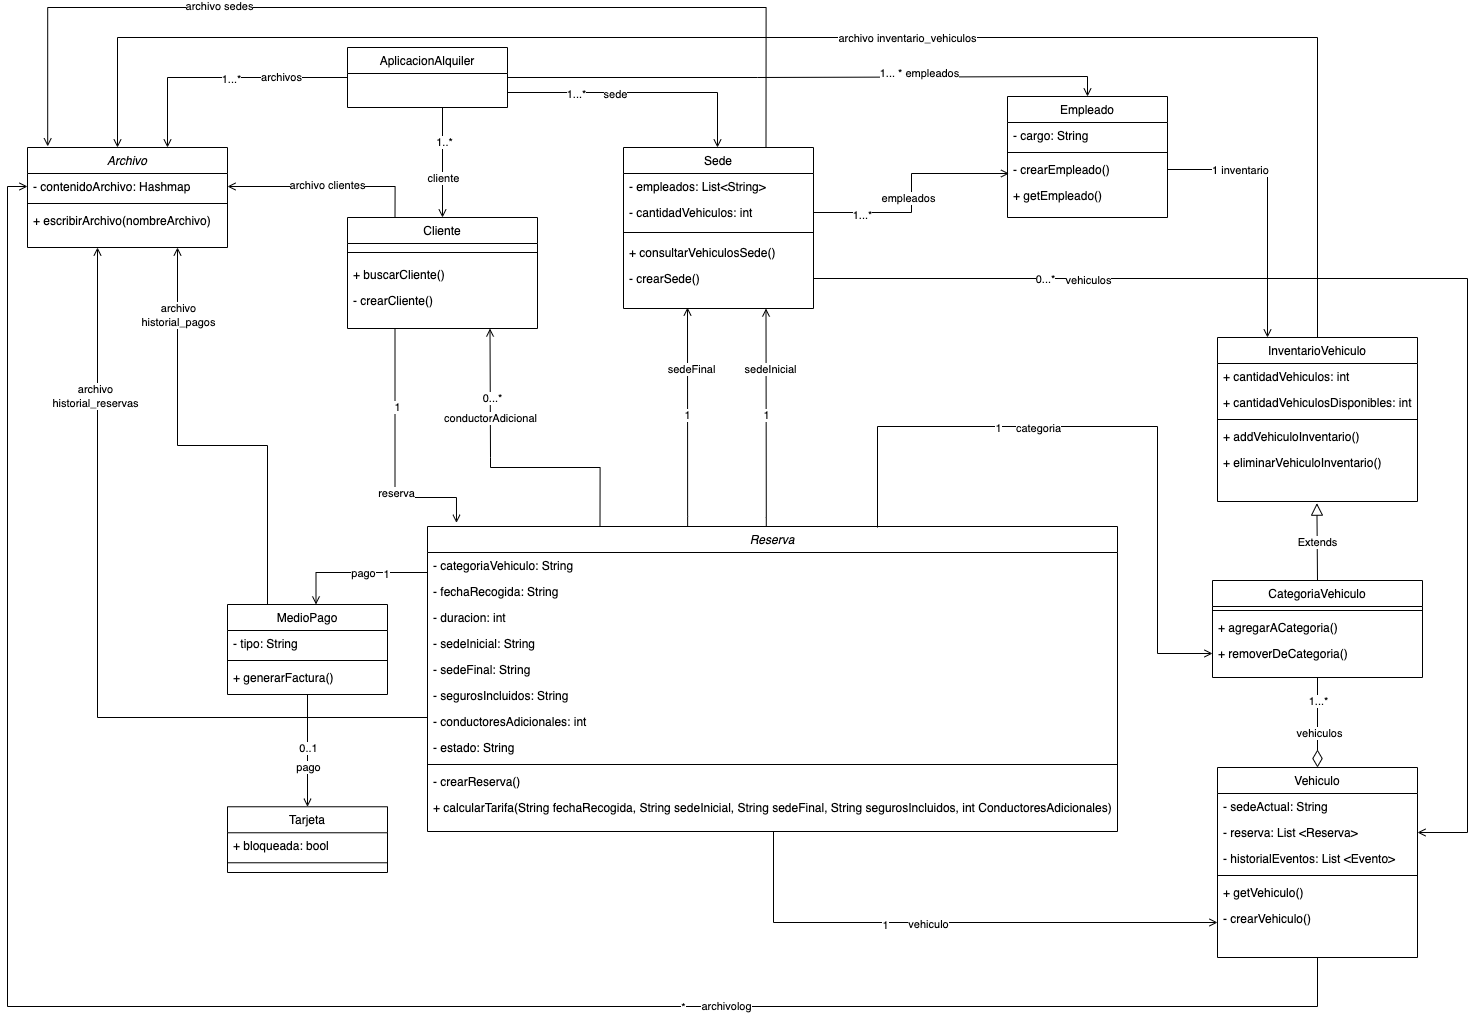 archivo sedes
archivo inventario_vehiculos
AplicacionAlquiler
1...* archivos
1... * empleados
1...* sede
Empleado
- cargo: String
- crearEmpleado()
+ getEmpleado()
1 inventario
1..*
cliente
Archivo
- contenidoArchivo: Hashmap
+ escribirArchivo(nombreArchivo)
archivo clientes
Sede
- empleados: List<String>
- cantidadVehiculos: int
+ consultarVehiculosSede()
- crearSede()
1...*
empleados
0...* vehiculos
Cliente
+ buscarCliente()
- crearCliente()
archivo
historial_pagos
archivo
historial_reservas
1
reserva
0...*
conductorAdicional
sedeFinal
1
sedeInicial
1
1 categoria
InventarioVehiculo
+ cantidadVehiculos: int
+ cantidadVehiculosDisponibles: int
+ addVehiculoInventario()
+ eliminarVehiculoInventario()
Extends
CategoriaVehiculo
+ agregarACategoria()
+ removerDeCategoria()
1...*
vehiculos
Reserva
- categoriaVehiculo: String
- fechaRecogida: String
- duracion: int
- sedeInicial: String
- sedeFinal: String
- segurosIncluidos: String
- conductoresAdicionales: int
- estado: String
- crearReserva()
+ calcularTarifa(String fechaRecogida, String sedeInicial, String sedeFinal, String segurosIncluidos, int ConductoresAdicionales)
pago 1
MedioPago
- tipo: String
+ generarFactura()
0..1
pago
Tarjeta
+ bloqueada: bool
Vehiculo
- sedeActual: String
- reserva: List <Reserva>
- historialEventos: List <Evento>
+ getVehiculo()
- crearVehiculo()
1 vehiculo
* archivolog